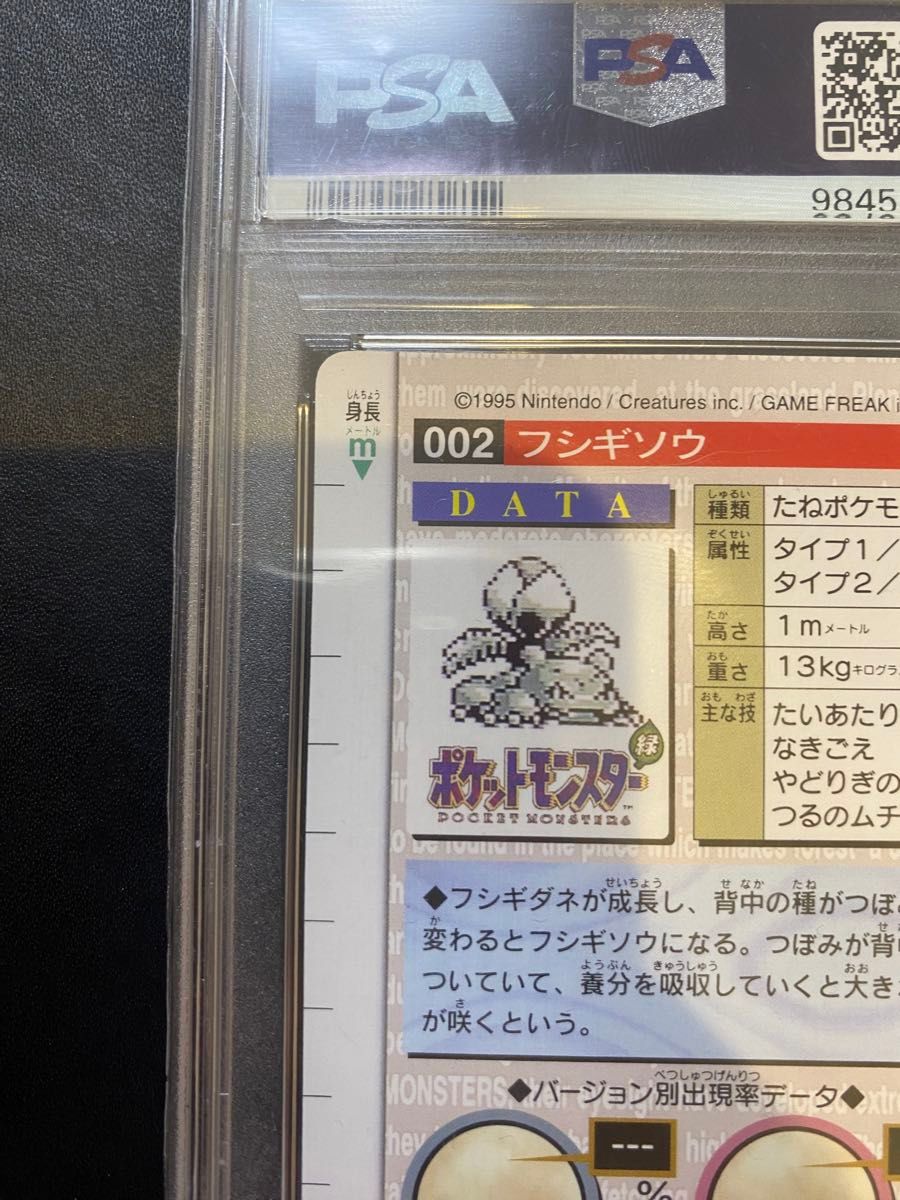 PSA
PSA
9845
しんちょう
身長
メートル
m
©1995 Nintendo / Creatures inc. / GAME FREAK i
002 フシギソウ
DATA
しゅるい
種類 たねポケモ
ぞくせい
属性 タイプ1／
タイプ2／
たか
高さ 1mメートル
おも
重さ 13kgキログラ
おも わざ
主な技 たいあたり
なきごえ
やどりぎの
つるのムチ
緑
ポケットモンスター
POCKET MONSTERS
せいちょう せなか たね
◆フシギダネが成長し、背中の種がつぼ
か せ
変わるとフシギソウになる。つぼみが背
ようぶん きゅうしゅう おお
ついていて、養分を吸収していくと大き
さ
が咲くという。
べつしゅつげんりつ
◆バージョン別出現率データ◆
---
%